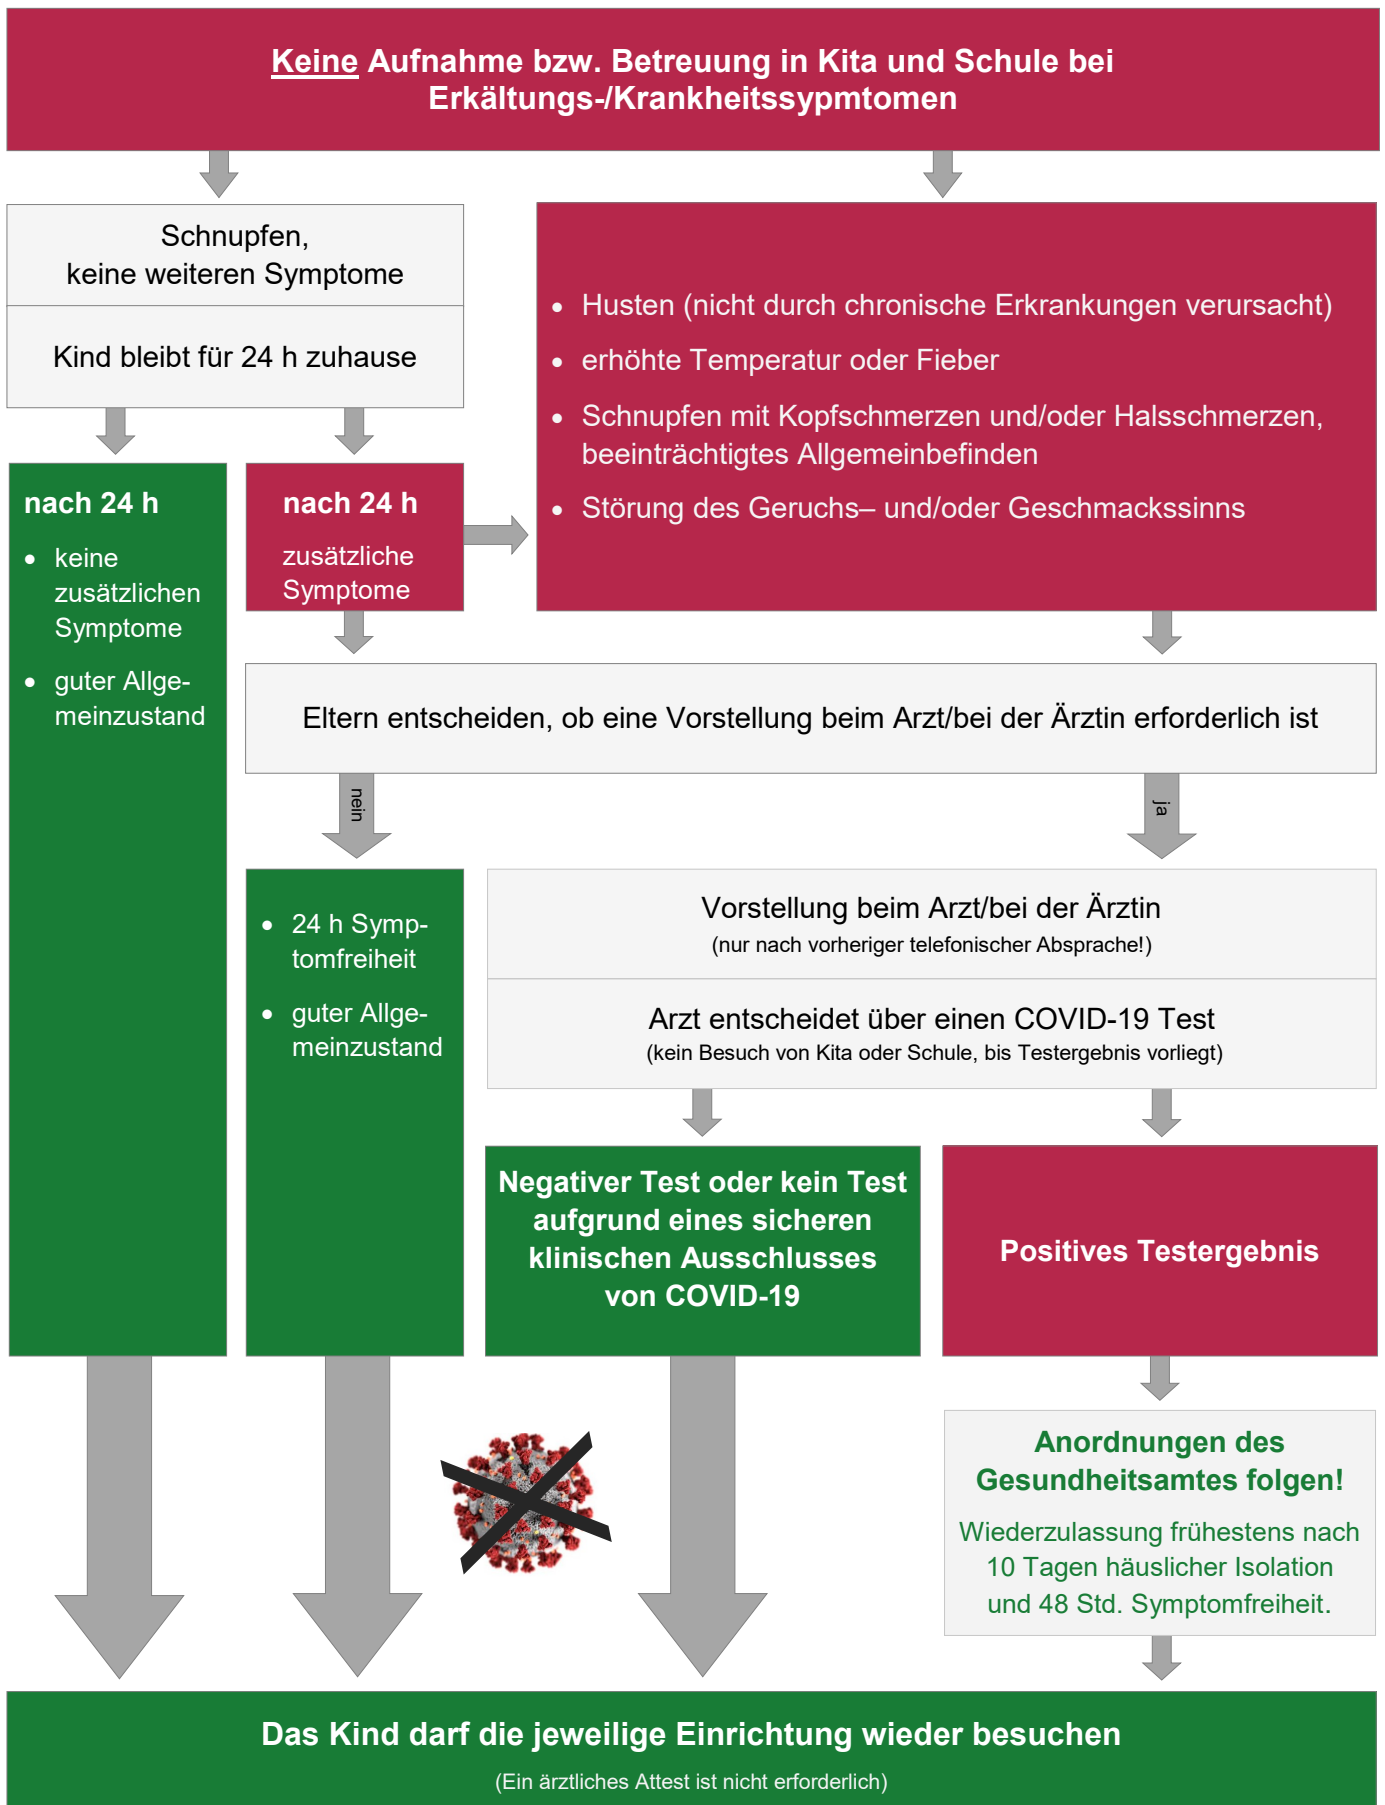 Keine Aufnahme bzw. Betreuung in Kita und Schule bei
Erkältungs-/Krankheitssypmtomen
Schnupfen,
keine weiteren Symptome
Kind bleibt für 24 h zuhause
• Husten (nicht durch chronische Erkrankungen verursacht)
• erhöhte Temperatur oder Fieber
• Schnupfen mit Kopfschmerzen und/oder Halsschmerzen,
beeinträchtigtes Allgemeinbefinden
• Störung des Geruchs– und/oder Geschmackssinns
nach 24 h
• keine
zusätzlichen
Symptome
• guter Allge-
meinzustand
nach 24 h
zusätzliche
Symptome
Eltern entscheiden, ob eine Vorstellung beim Arzt/bei der Ärztin erforderlich ist
nein
ja
• 24 h Symp-
tomfreiheit
• guter Allge-
meinzustand
Vorstellung beim Arzt/bei der Ärztin
(nur nach vorheriger telefonischer Absprache!)
Arzt entscheidet über einen COVID-19 Test
(kein Besuch von Kita oder Schule, bis Testergebnis vorliegt)
Negativer Test oder kein Test
aufgrund eines sicheren
klinischen Ausschlusses
von COVID-19
Positives Testergebnis
Anordnungen des
Gesundheitsamtes folgen!
Wiederzulassung frühestens nach
10 Tagen häuslicher Isolation
und 48 Std. Symptomfreiheit.
Das Kind darf die jeweilige Einrichtung wieder besuchen
(Ein ärztliches Attest ist nicht erforderlich)